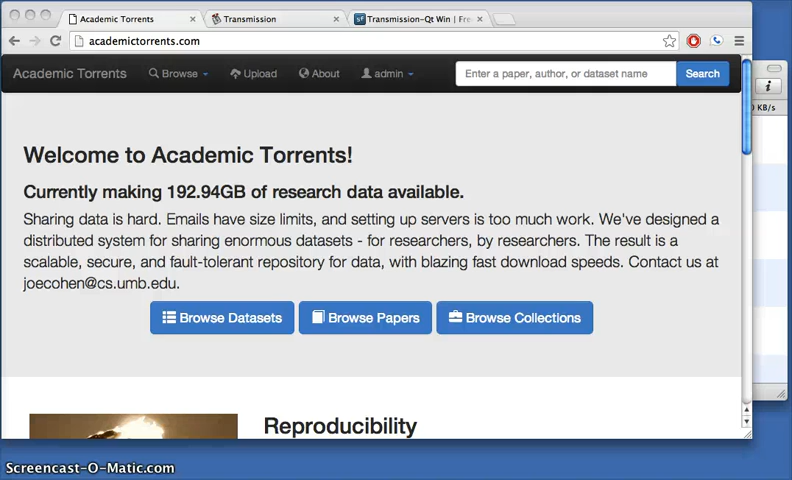 Academic Torrents
Transmission
Transmission-Qt Win | Fre
academictorrents.com
Academic Torrents
Browse
Upload
About
admin
Enter a paper, author, or dataset name
Search
KB/s
Welcome to Academic Torrents!
Currently making 192.94GB of research data available.
Sharing data is hard. Emails have size limits, and setting up servers is too much work. We've designed a
distributed system for sharing enormous datasets - for researchers, by researchers. The result is a
scalable, secure, and fault-tolerant repository for data, with blazing fast download speeds. Contact us at
joecohen@cs.umb.edu.
Browse Datasets
Browse Papers
Browse Collections
Reproducibility
Screencast-O-Matic.com